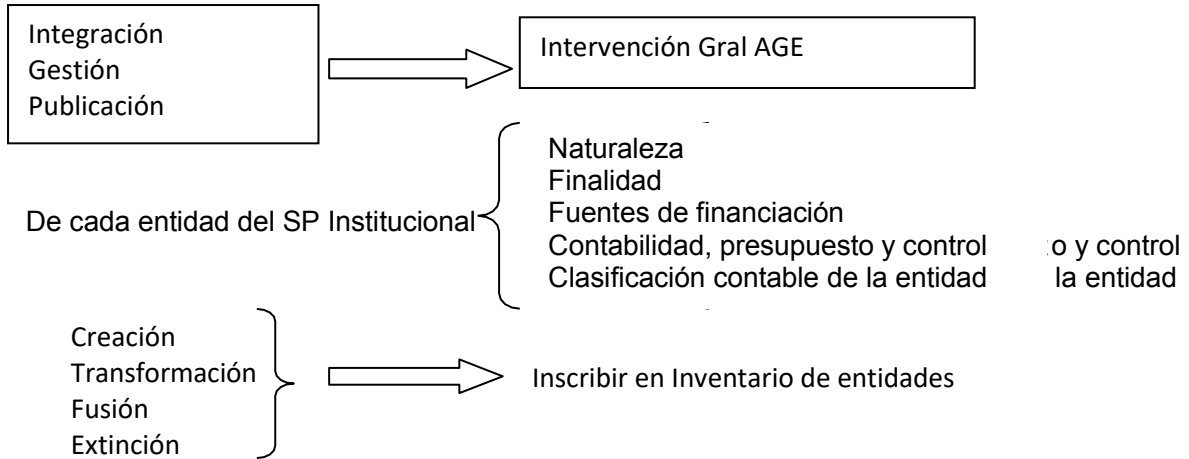 Integración
Gestión
Publicación
Intervención Gral AGE
De cada entidad del SP Institucional
Naturaleza
Finalidad
Fuentes de financiación
Contabilidad, presupuesto y control o y control
Clasificación contable de la entidad la entidad
Creación
Transformación
Fusión
Extinción
Inscribir en Inventario de entidades